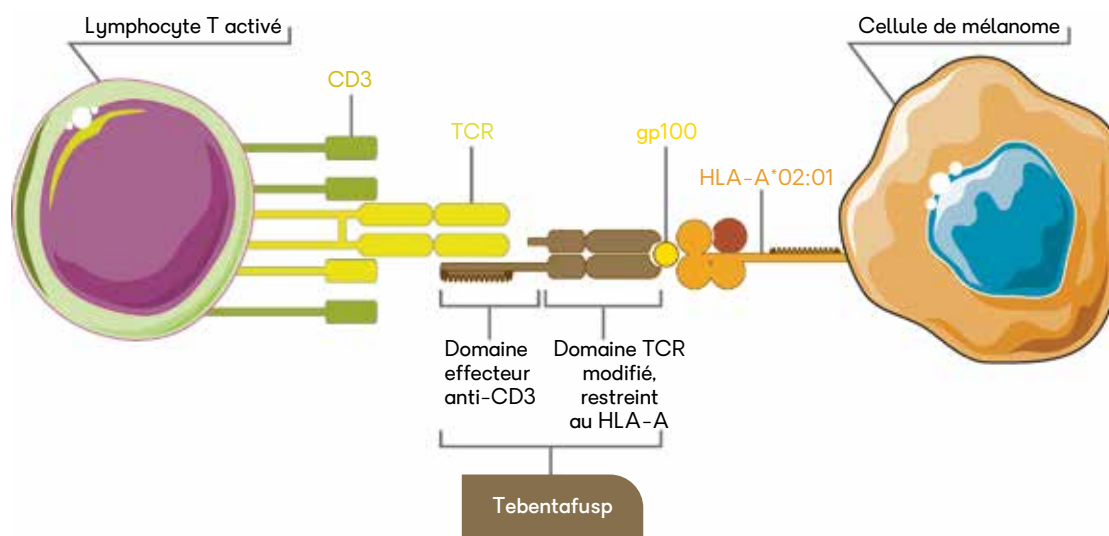 Lymphocyte T activé
Cellule de mélanome
CD3
TCR
gp100
HLA-A*02:01
Domaine
effecteur
anti-CD3
Domaine TCR
modifié,
restreint
au HLA-A
Tebentafusp